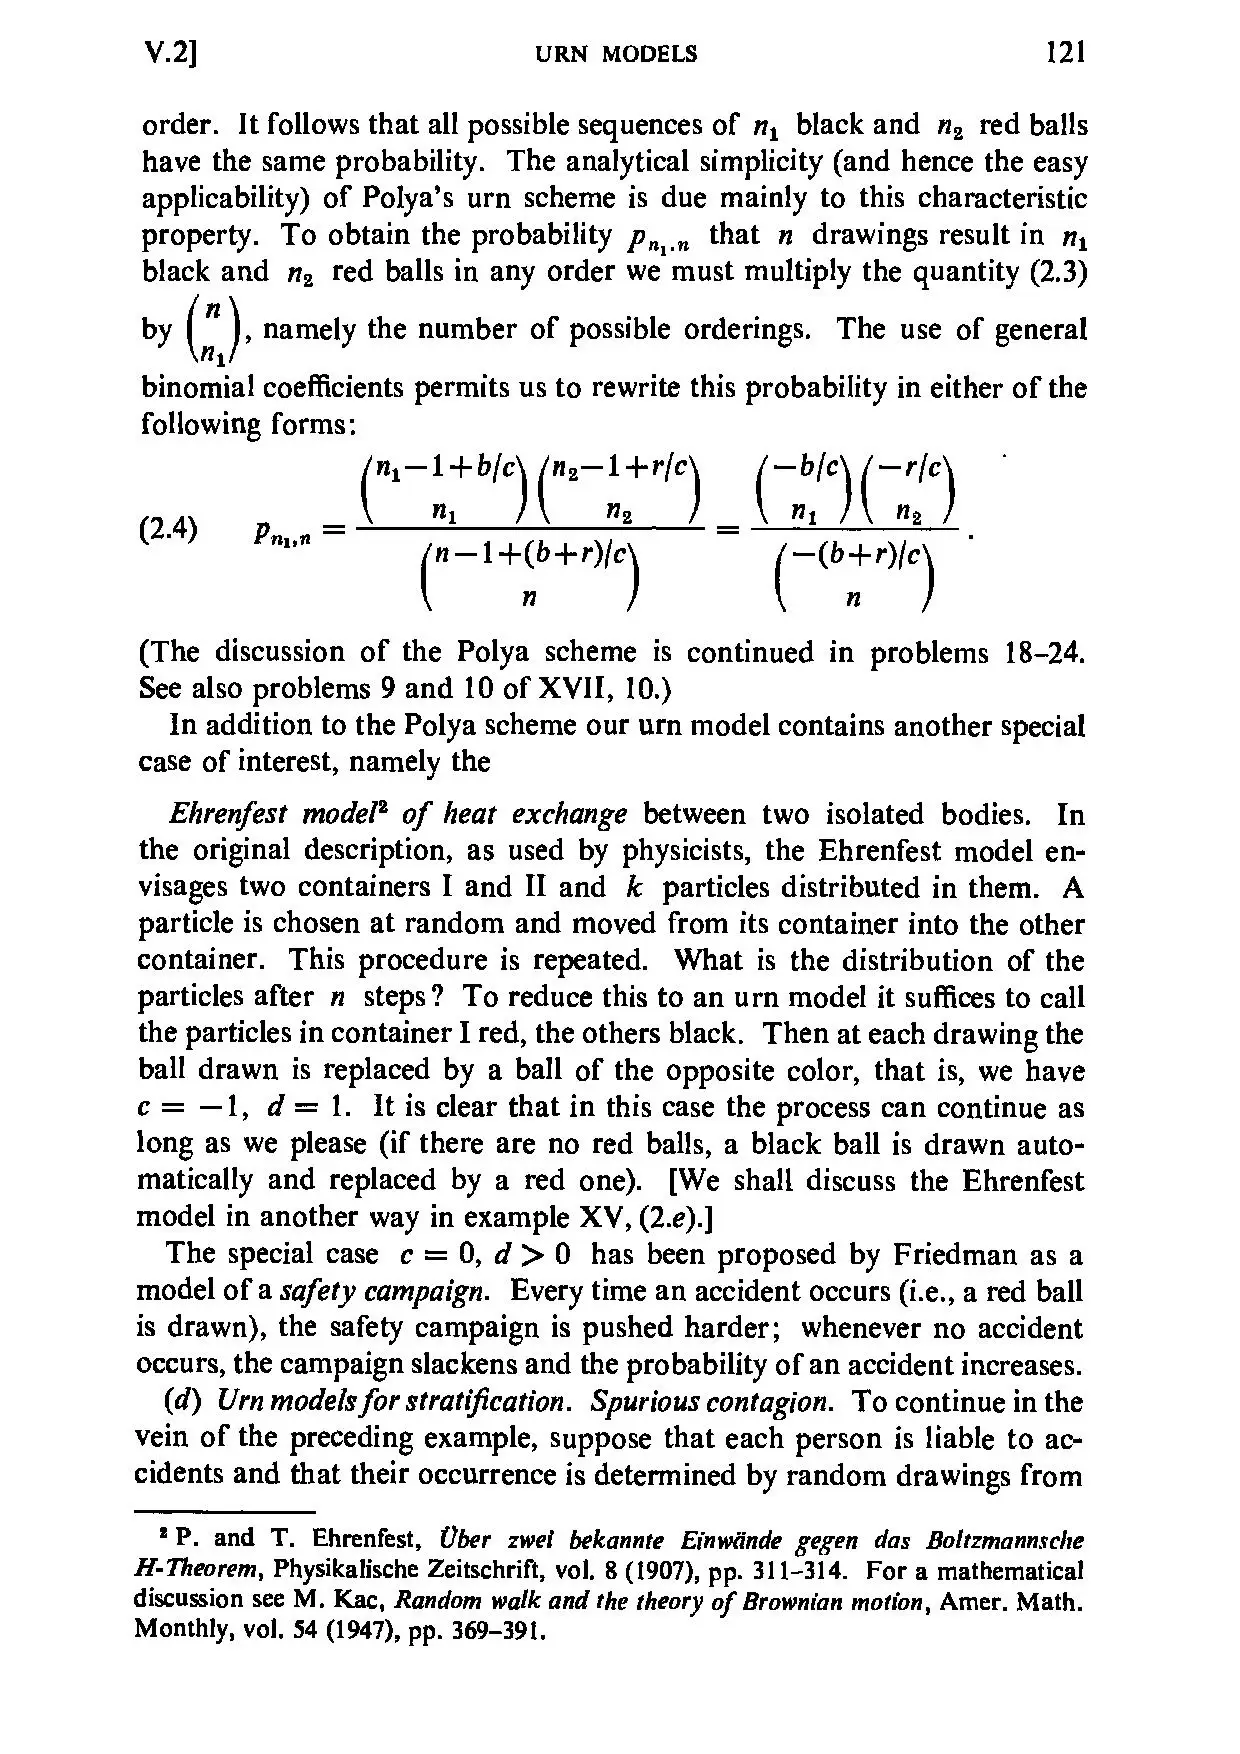 V.2] URN MODELS 121
order. It follows that all possible sequences of n₁ black and n₂ red balls
have the same probability. The analytical simplicity (and hence the easy
applicability) of Polya's urn scheme is due mainly to this characteristic
property. To obtain the probability pₙ₁.ₙ that n drawings result in n₁
black and n₂ red balls in any order we must multiply the quantity (2.3)
by \binom{n}{n_1}, namely the number of possible orderings. The use of general
binomial coefficients permits us to rewrite this probability in either of the
following forms:
(2.4) p_{n_1,n} = \frac{\binom{n_1-1+b/c}{n_1}\binom{n_2-1+r/c}{n_2}}{\binom{n-1+(b+r)/c}{n}} = \frac{\binom{-b/c}{n_1}\binom{-r/c}{n_2}}{\binom{-(b+r)/c}{n}}.
(The discussion of the Polya scheme is continued in problems 18–24.
See also problems 9 and 10 of XVII, 10.)
In addition to the Polya scheme our urn model contains another special
case of interest, namely the
Ehrenfest model² of heat exchange between two isolated bodies. In
the original description, as used by physicists, the Ehrenfest model en-
visages two containers I and II and k particles distributed in them. A
particle is chosen at random and moved from its container into the other
container. This procedure is repeated. What is the distribution of the
particles after n steps? To reduce this to an urn model it suffices to call
the particles in container I red, the others black. Then at each drawing the
ball drawn is replaced by a ball of the opposite color, that is, we have
c = −1, d = 1. It is clear that in this case the process can continue as
long as we please (if there are no red balls, a black ball is drawn auto-
matically and replaced by a red one). [We shall discuss the Ehrenfest
model in another way in example XV, (2.e).]
The special case c = 0, d > 0 has been proposed by Friedman as a
model of a safety campaign. Every time an accident occurs (i.e., a red ball
is drawn), the safety campaign is pushed harder; whenever no accident
occurs, the campaign slackens and the probability of an accident increases.
(d) Urn models for stratification. Spurious contagion. To continue in the
vein of the preceding example, suppose that each person is liable to ac-
cidents and that their occurrence is determined by random drawings from
² P. and T. Ehrenfest, Über zwei bekannte Einwände gegen das Boltzmannsche
H-Theorem, Physikalische Zeitschrift, vol. 8 (1907), pp. 311–314. For a mathematical
discussion see M. Kac, Random walk and the theory of Brownian motion, Amer. Math.
Monthly, vol. 54 (1947), pp. 369–391.